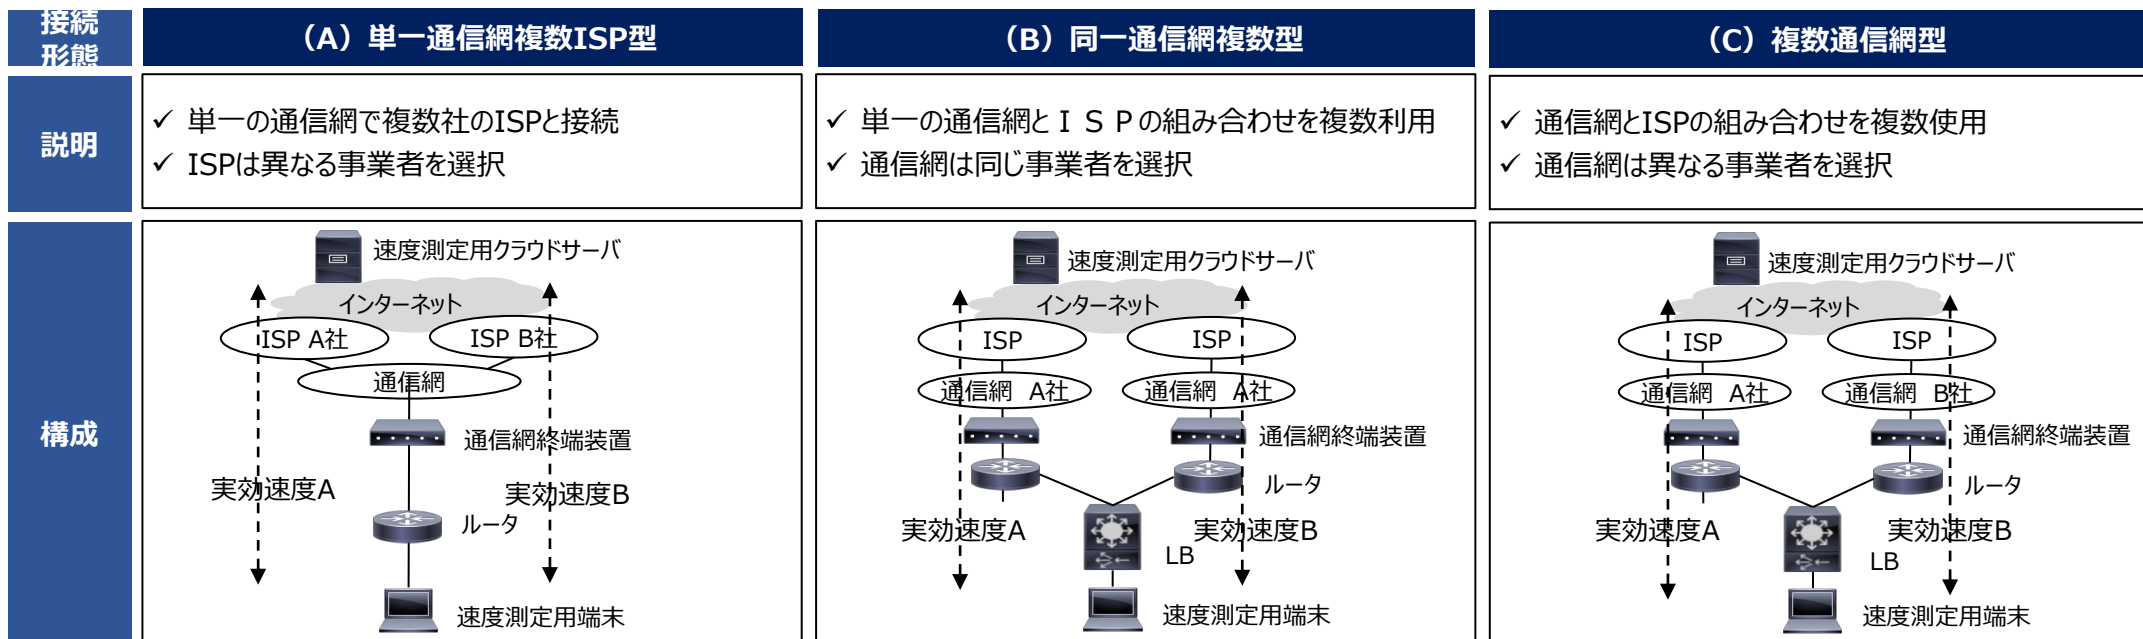 接続
形態
（A）単一通信網複数ISP型
（B）同一通信網複数型
（C）複数通信網型
説明
✓ 単一の通信網で複数社のISPと接続
✓ ISPは異なる事業者を選択
✓ 単一の通信網とＩＳＰの組み合わせを複数利用
✓ 通信網は同じ事業者を選択
✓ 通信網とISPの組み合わせを複数使用
✓ 通信網は異なる事業者を選択
構成
速度測定用クラウドサーバ
インターネット
ISP A社
ISP B社
通信網
通信網終端装置
実効速度A
実効速度B
ルータ
速度測定用端末
速度測定用クラウドサーバ
インターネット
ISP
ISP
通信網 A社
通信網 A社
通信網終端装置
ルータ
実効速度A
実効速度B
LB
速度測定用端末
速度測定用クラウドサーバ
インターネット
ISP
ISP
通信網 A社
通信網 B社
通信網終端装置
ルータ
実効速度A
実効速度B
LB
速度測定用端末